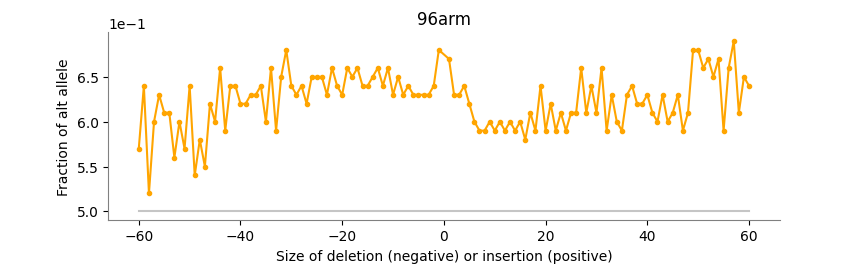 96arm
1e−1
Fraction of alt allele
6.5
6.0
5.5
5.0
−60 −40 −20 0 20 40 60
Size of deletion (negative) or insertion (positive)